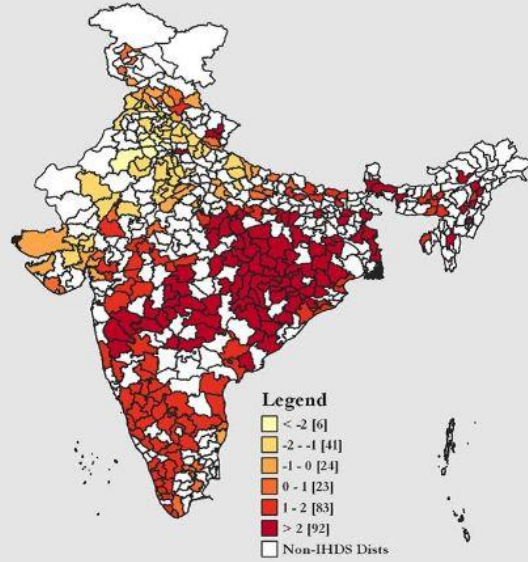 Legend
< -2 [6]
-2 - -1 [41]
-1 - 0 [24]
0 - 1 [23]
1 - 2 [83]
> 2 [92]
Non-IHDS Dists